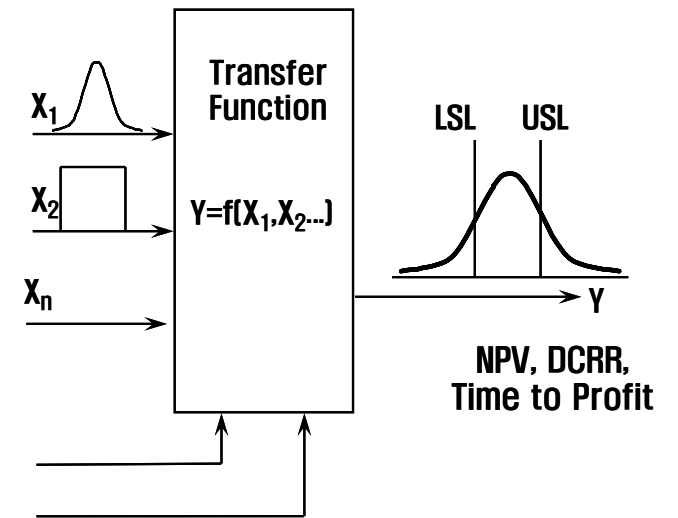 Transfer
Function
X1
X2
Xn
Y=f(X1,X2...)
LSL USL
Y
NPV, DCRR,
Time to Profit